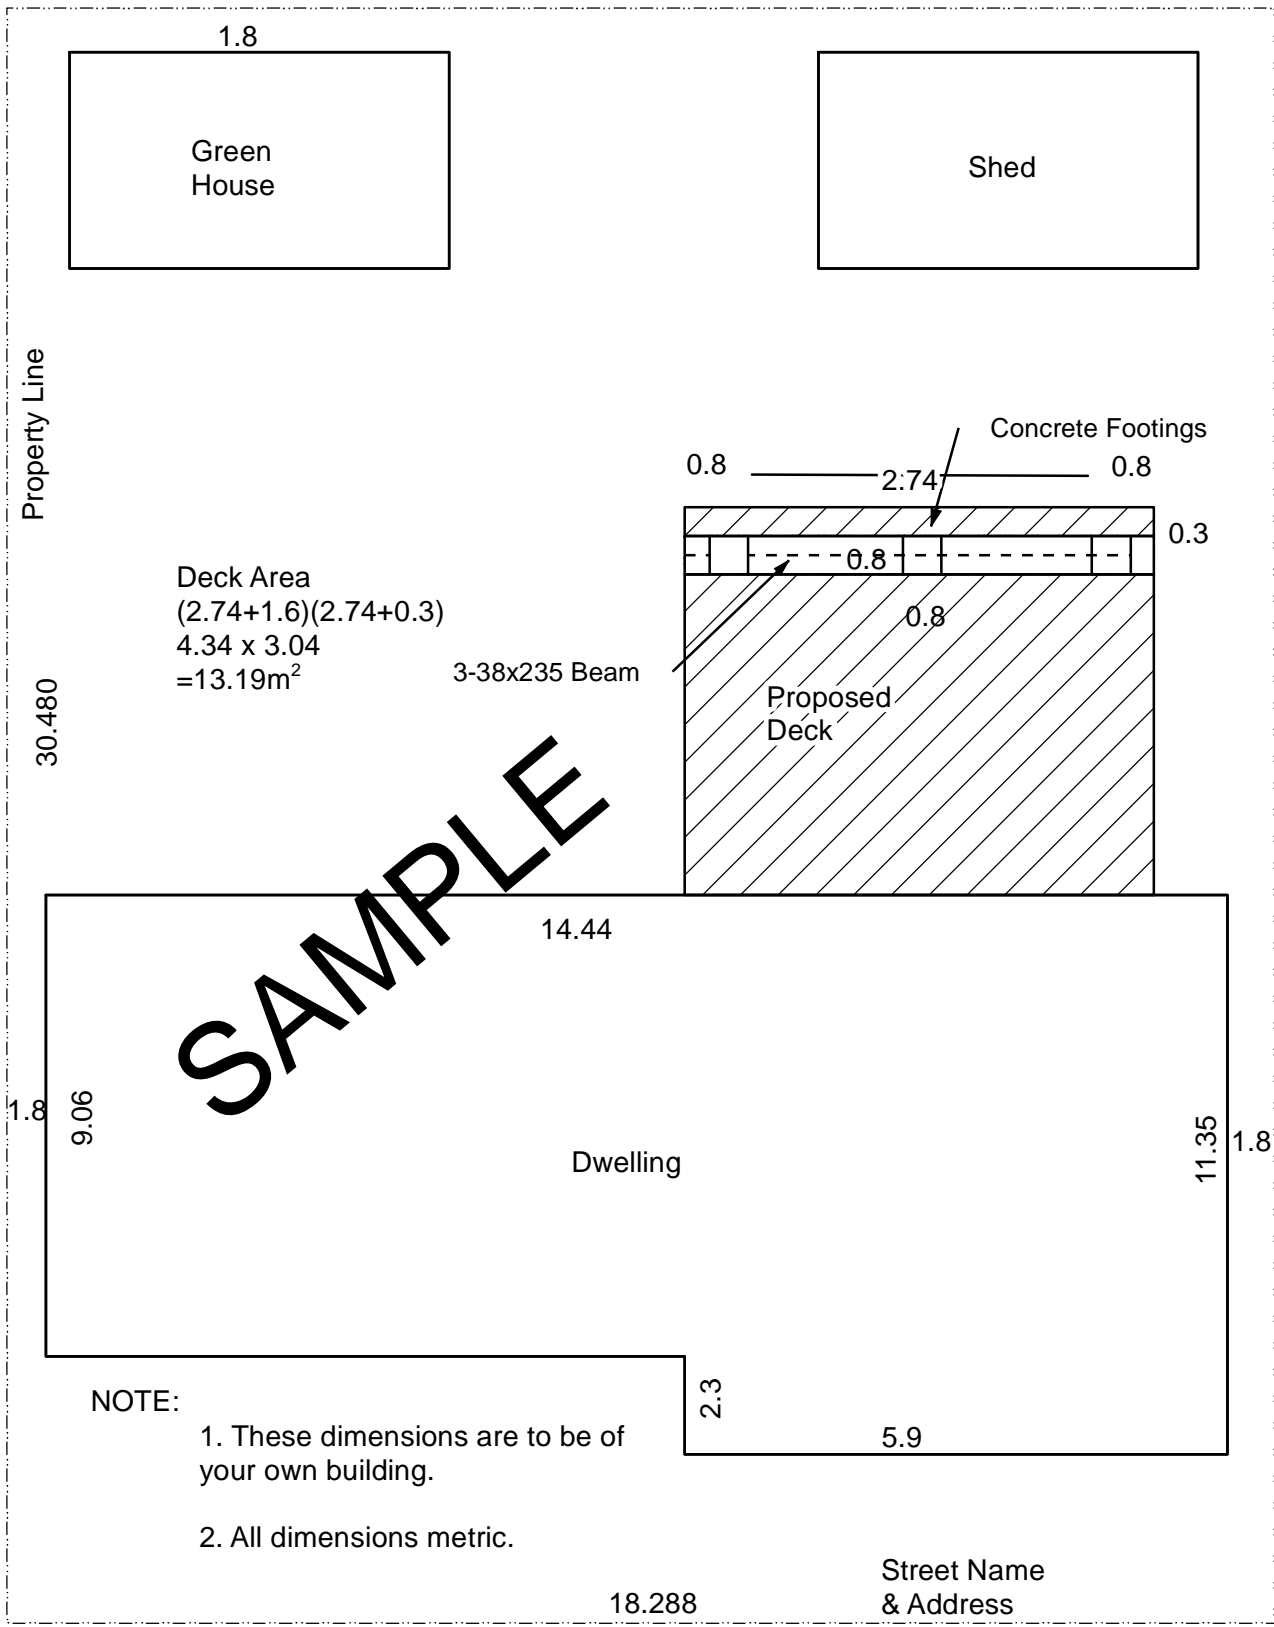 1.8
Green
House
Shed
Property Line
Concrete Footings
0.8
2.74
0.8
0.3
0.8
0.8
Deck Area
(2.74+1.6)(2.74+0.3)
4.34 x 3.04
=13.19m²
3-38x235 Beam
Proposed
Deck
30.480
SAMPLE
14.44
1.8
9.06
Dwelling
11.35
1.8
2.3
5.9
NOTE:
1. These dimensions are to be of
your own building.
2. All dimensions metric.
Street Name
& Address
18.288